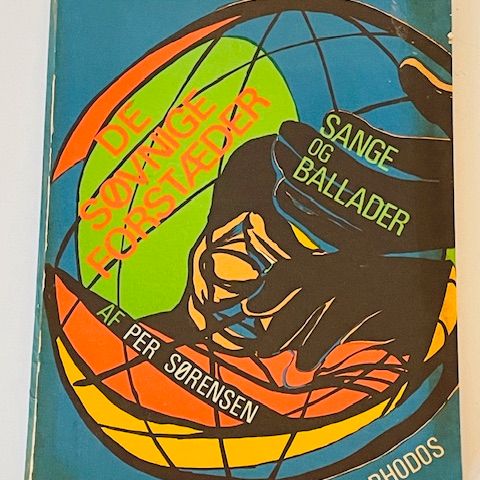 DE
SØVNIGE
FORSTÆDER
SANGE
OG
BALLADER
AF PER SØRENSEN
RHODOS